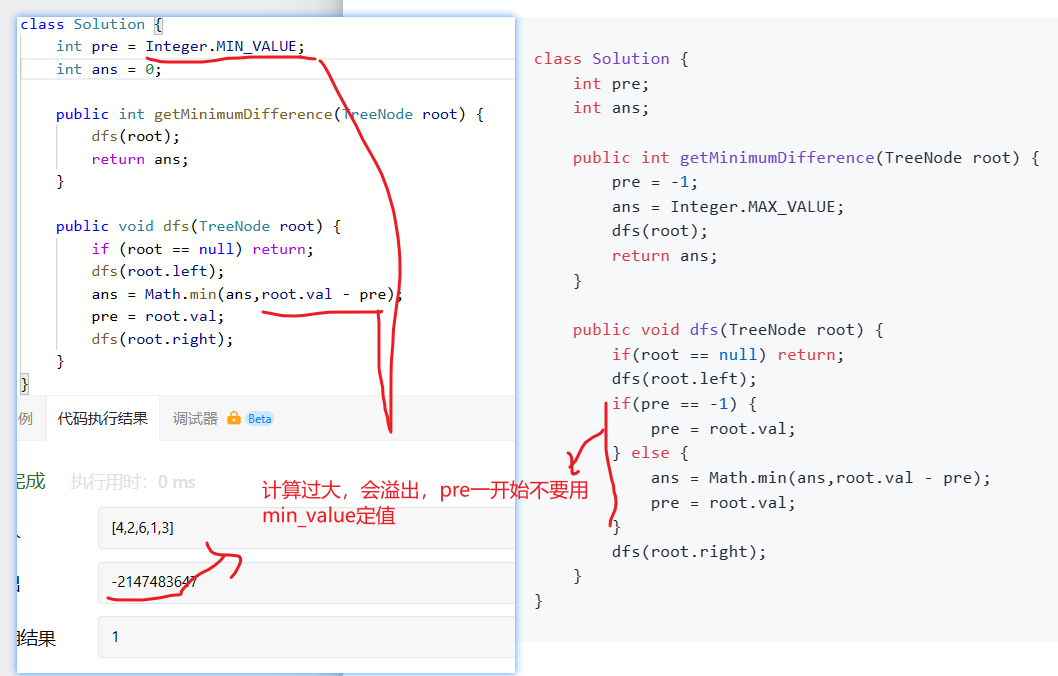 class Solution {
int pre = Integer.MIN_VALUE;
int ans = 0;
public int getMinimumDifference(TreeNode root) {
dfs(root);
return ans;
}
public void dfs(TreeNode root) {
if (root == null) return;
dfs(root.left);
ans = Math.min(ans,root.val - pre);
pre = root.val;
dfs(root.right);
}
}
例 代码执行结果 调试器 Beta
完成 执行用时：0 ms
[4,2,6,1,3]
-2147483647
结果 1
计算过大，会溢出，pre一开始不要用
min_value定值
class Solution {
int pre;
int ans;
public int getMinimumDifference(TreeNode root) {
pre = -1;
ans = Integer.MAX_VALUE;
dfs(root);
return ans;
}
public void dfs(TreeNode root) {
if(root == null) return;
dfs(root.left);
if(pre == -1) {
pre = root.val;
} else {
ans = Math.min(ans,root.val - pre);
pre = root.val;
}
dfs(root.right);
}
}